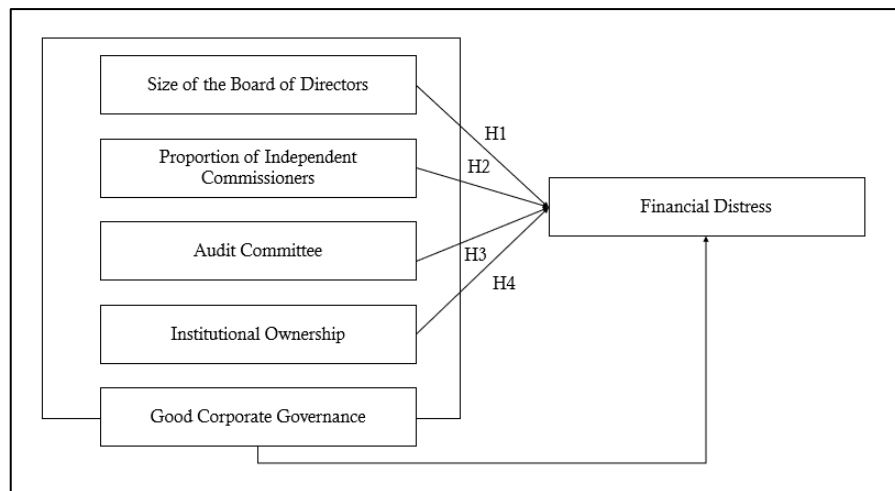 Size of the Board of Directors
H1
Proportion of Independent
Commissioners
H2
Financial Distress
Audit Committee
H3
H4
Institutional Ownership
Good Corporate Governance